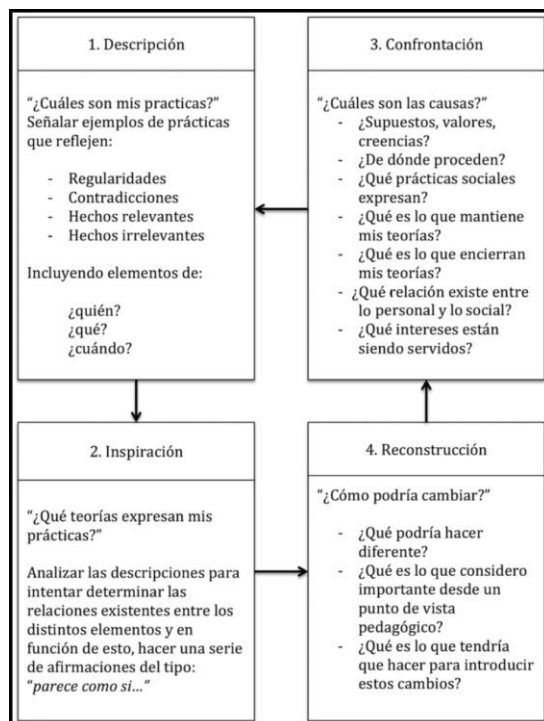 1. Descripción
“¿Cuáles son mis practicas?”
Señalar ejemplos de prácticas
que reflejen:
- Regularidades
- Contradicciones
- Hechos relevantes
- Hechos irrelevantes
Incluyendo elementos de:
¿quién?
¿qué?
¿cuándo?
2. Inspiración
“¿Qué teorías expresan mis
prácticas?”
Analizar las descripciones para
intentar determinar las
relaciones existentes entre los
distintos elementos y en
función de esto, hacer una serie
de afirmaciones del tipo:
“parece como si…”
3. Confrontación
“¿Cuáles son las causas?”
- ¿Supuestos, valores,
creencias?
- ¿De dónde proceden?
- ¿Qué prácticas sociales
expresan?
- ¿Qué es lo que mantiene
mis teorías?
- ¿Qué es lo que encierran
mis teorías?
- ¿Qué relación existe entre
lo personal y lo social?
- ¿Qué intereses están
siendo servidos?
4. Reconstrucción
“¿Cómo podría cambiar?”
- ¿Qué podría hacer
diferente?
- ¿Qué es lo que considero
importante desde un
punto de vista
pedagógico?
- ¿Qué es lo que tendría
que hacer para introducir
estos cambios?